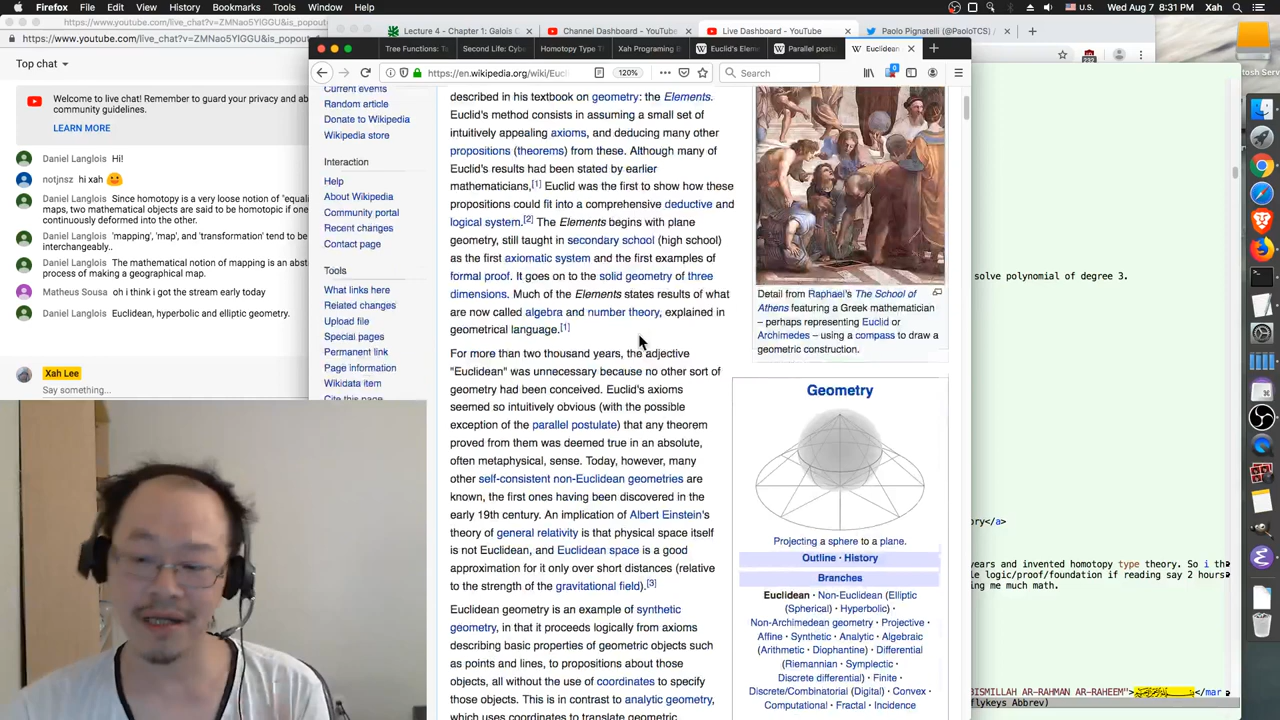 Firefox File Edit View History Bookmarks Tools Window Help
Wed Aug 7 8:31 PM Xah
https://www.youtube.com/live_chat?v=ZMNao5YIGGU&is_popout=
Lecture 4 - Chapter 1: Galois C
Channel Dashboard - YouTube
Live Dashboard - YouTube
Paolo Pignatelli (@PaoloTCS) /
https://www.youtube.com/live_chat?v=ZMNao5YIGGU&is_popout
Tree Functions:
Second Life: Cybo
Homotopy Type T
Xah Programing B
Euclid's Eleme
Parallel postu
Euclidean
https://en.wikipedia.org/wiki/Eucl
120%
Search
Top chat
Welcome to live chat! Remember to guard your privacy and ab
community guidelines.
LEARN MORE
Daniel Langlois Hi!
notjnsz hi xah
Daniel Langlois Since homotopy is a very loose notion of "equali
maps, two mathematical objects are said to be homotopic if one
continuously deformed into the other.
Daniel Langlois 'mapping', 'map', and 'transformation' tend to be
interchangeably..
Daniel Langlois The mathematical notion of mapping is an abst
process of making a geographical map.
Matheus Sousa oh i think i got the stream early today
Daniel Langlois Euclidean, hyperbolic and elliptic geometry.
Xah Lee
Say something...
Current events
Random article
Donate to Wikipedia
Wikipedia store
Interaction
Help
About Wikipedia
Community portal
Recent changes
Contact page
Tools
What links here
Related changes
Upload file
Special pages
Permanent link
Page information
Wikidata item
Cite this page
described in his textbook on geometry: the Elements.
Euclid's method consists in assuming a small set of
intuitively appealing axioms, and deducing many other
propositions (theorems) from these. Although many of
Euclid's results had been stated by earlier
mathematicians,[1] Euclid was the first to show how these
propositions could fit into a comprehensive deductive and
logical system.[2] The Elements begins with plane
geometry, still taught in secondary school (high school)
as the first axiomatic system and the first examples of
formal proof. It goes on to the solid geometry of three
dimensions. Much of the Elements states results of what
are now called algebra and number theory, explained in
geometrical language.[1]
For more than two thousand years, the adjective
"Euclidean" was unnecessary because no other sort of
geometry had been conceived. Euclid's axioms
seemed so intuitively obvious (with the possible
exception of the parallel postulate) that any theorem
proved from them was deemed true in an absolute,
often metaphysical, sense. Today, however, many
other self-consistent non-Euclidean geometries are
known, the first ones having been discovered in the
early 19th century. An implication of Albert Einstein's
theory of general relativity is that physical space itself
is not Euclidean, and Euclidean space is a good
approximation for it only over short distances (relative
to the strength of the gravitational field).[3]
Euclidean geometry is an example of synthetic
geometry, in that it proceeds logically from axioms
describing basic properties of geometric objects such
as points and lines, to propositions about those
objects, all without the use of coordinates to specify
those objects. This is in contrast to analytic geometry,
which uses coordinates to translate geometric
Detail from Raphael's The School of
Athens featuring a Greek mathematician
– perhaps representing Euclid or
Archimedes – using a compass to draw a
geometric construction.
Geometry
Projecting a sphere to a plane.
Outline · History
Branches
Euclidean · Non-Euclidean (Elliptic
(Spherical) · Hyperbolic) ·
Non-Archimedean geometry · Projective ·
Affine · Synthetic · Analytic · Algebraic
(Arithmetic · Diophantine) · Differential
(Riemannian · Symplectic ·
Discrete differential) · Finite ·
Discrete/Combinatorial (Digital) · Convex ·
Computational · Fractal · Incidence
solve polynomial of degree 3.
ory</a>
years and invented homotopy type theory. So i th
le logic/proof/foundation if reading say 2 hours
ing me much math.
BISMILLAH AR-RAHMAN AR-RAHEEM"> </mar
flykeys Abbrev)
tosh Serv